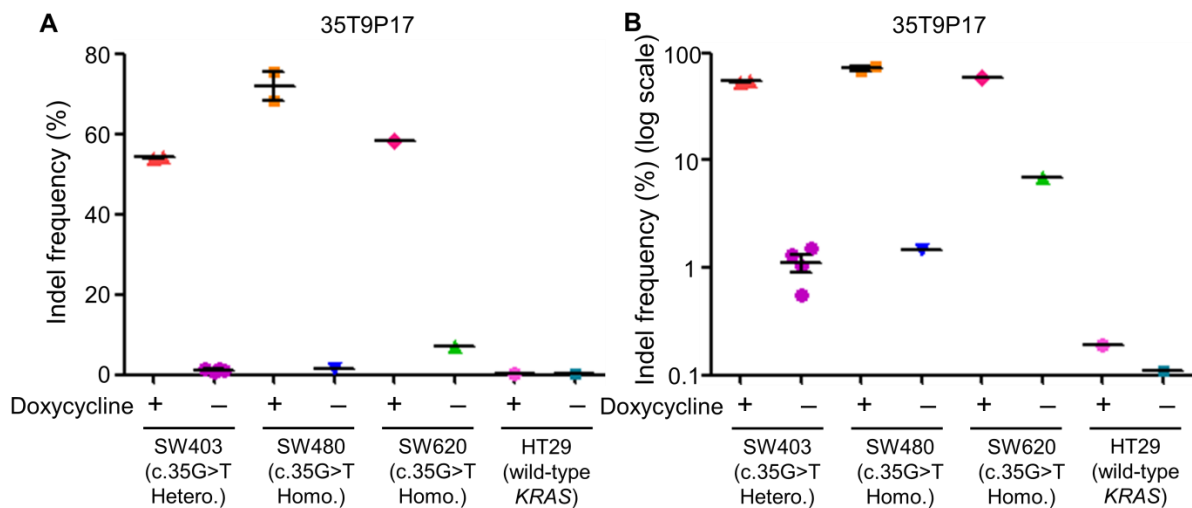 A
35T9P17
Indel frequency (%)
80
60
40
20
0
Doxycycline + – + – + – + –
SW403 SW480 SW620 HT29
(c.35G>T (c.35G>T (c.35G>T (wild-type
Hetero.) Homo.) Homo.) KRAS)
B
35T9P17
Indel frequency (%) (log scale)
100
10
1
0.1
Doxycycline + – + – + – + –
SW403 SW480 SW620 HT29
(c.35G>T (c.35G>T (c.35G>T (wild-type
Hetero.) Homo.) Homo.) KRAS)